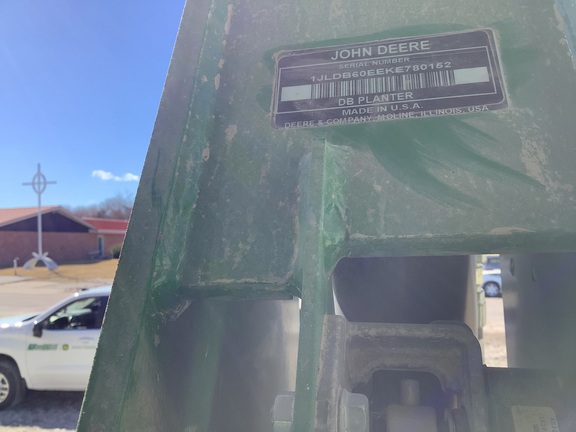 JOHN DEERE
SERIAL NUMBER
1JLDB60EEKE780152
DB PLANTER
MADE IN U.S.A.
DEERE & COMPANY, MOLINE, ILLINOIS, USA